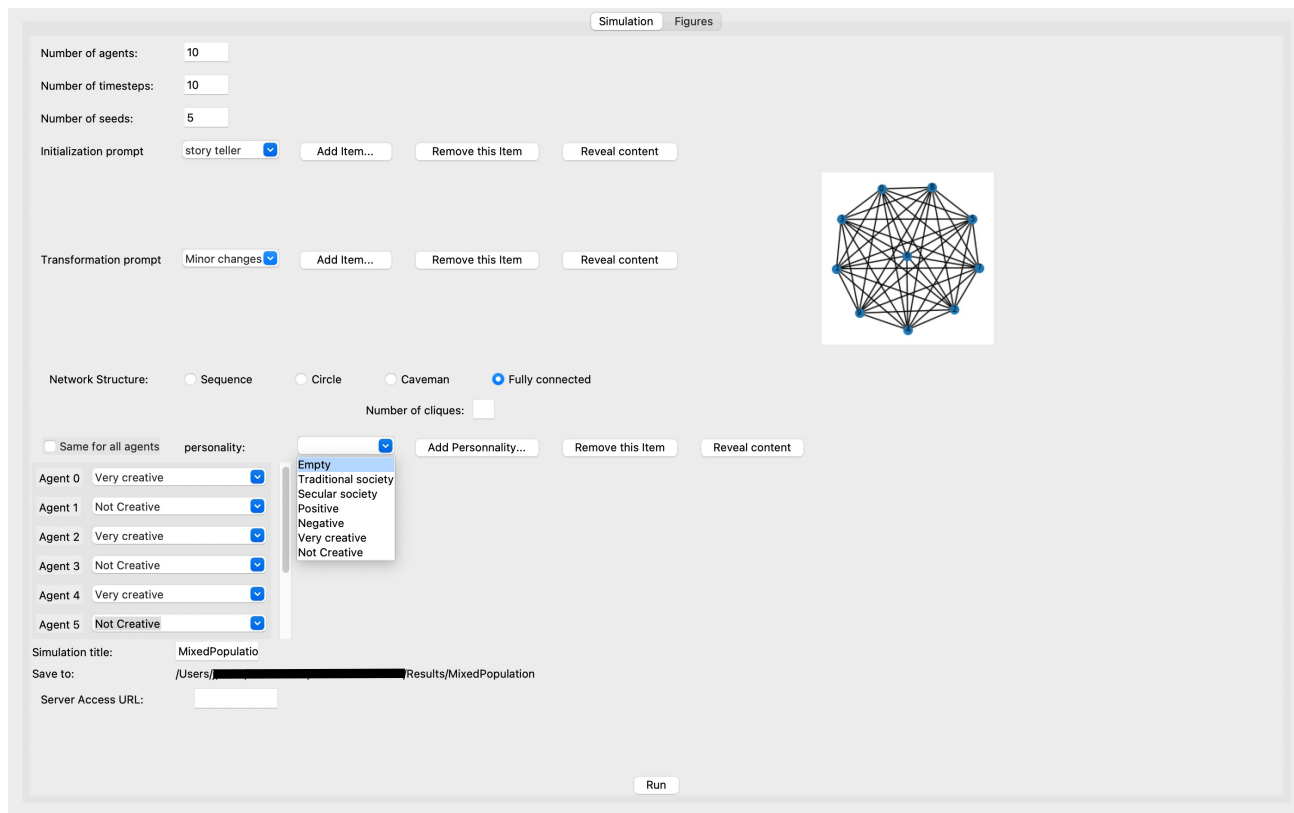 Simulation Figures
Number of agents: 10
Number of timesteps: 10
Number of seeds: 5
Initialization prompt story teller Add Item... Remove this Item Reveal content
Transformation prompt Minor changes Add Item... Remove this Item Reveal content
Network Structure: Sequence Circle Caveman Fully connected
Number of cliques:
Same for all agents personality: Add Personnality... Remove this Item Reveal content
Empty
Traditional society
Secular society
Positive
Negative
Very creative
Not Creative
Agent 0 Very creative
Agent 1 Not Creative
Agent 2 Very creative
Agent 3 Not Creative
Agent 4 Very creative
Agent 5 Not Creative
Simulation title: MixedPopulatio
Save to: /Users/ /Results/MixedPopulation
Server Access URL:
Run